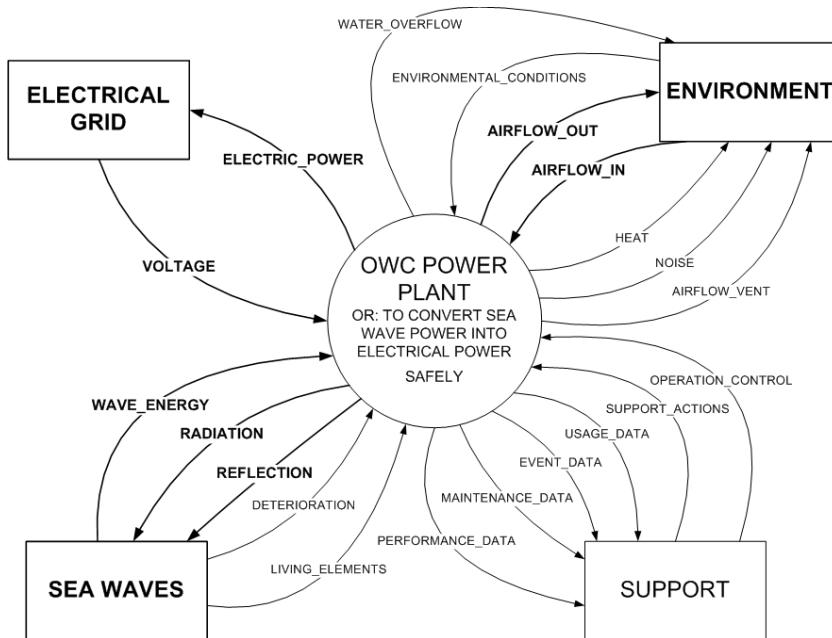 WATER_OVERFLOW
ELECTRICAL
GRID
ENVIRONMENTAL_CONDITIONS
ENVIRONMENT
AIRFLOW_OUT
ELECTRIC_POWER
AIRFLOW_IN
HEAT
NOISE
VOLTAGE
AIRFLOW_VENT
OWC POWER
PLANT
OR: TO CONVERT SEA
WAVE POWER INTO
ELECTRICAL POWER
SAFELY
OPERATION_CONTROL
WAVE_ENERGY
SUPPORT_ACTIONS
RADIATION
USAGE_DATA
REFLECTION
EVENT_DATA
DETERIORATION
MAINTENANCE_DATA
PERFORMANCE_DATA
LIVING_ELEMENTS
SEA WAVES
SUPPORT